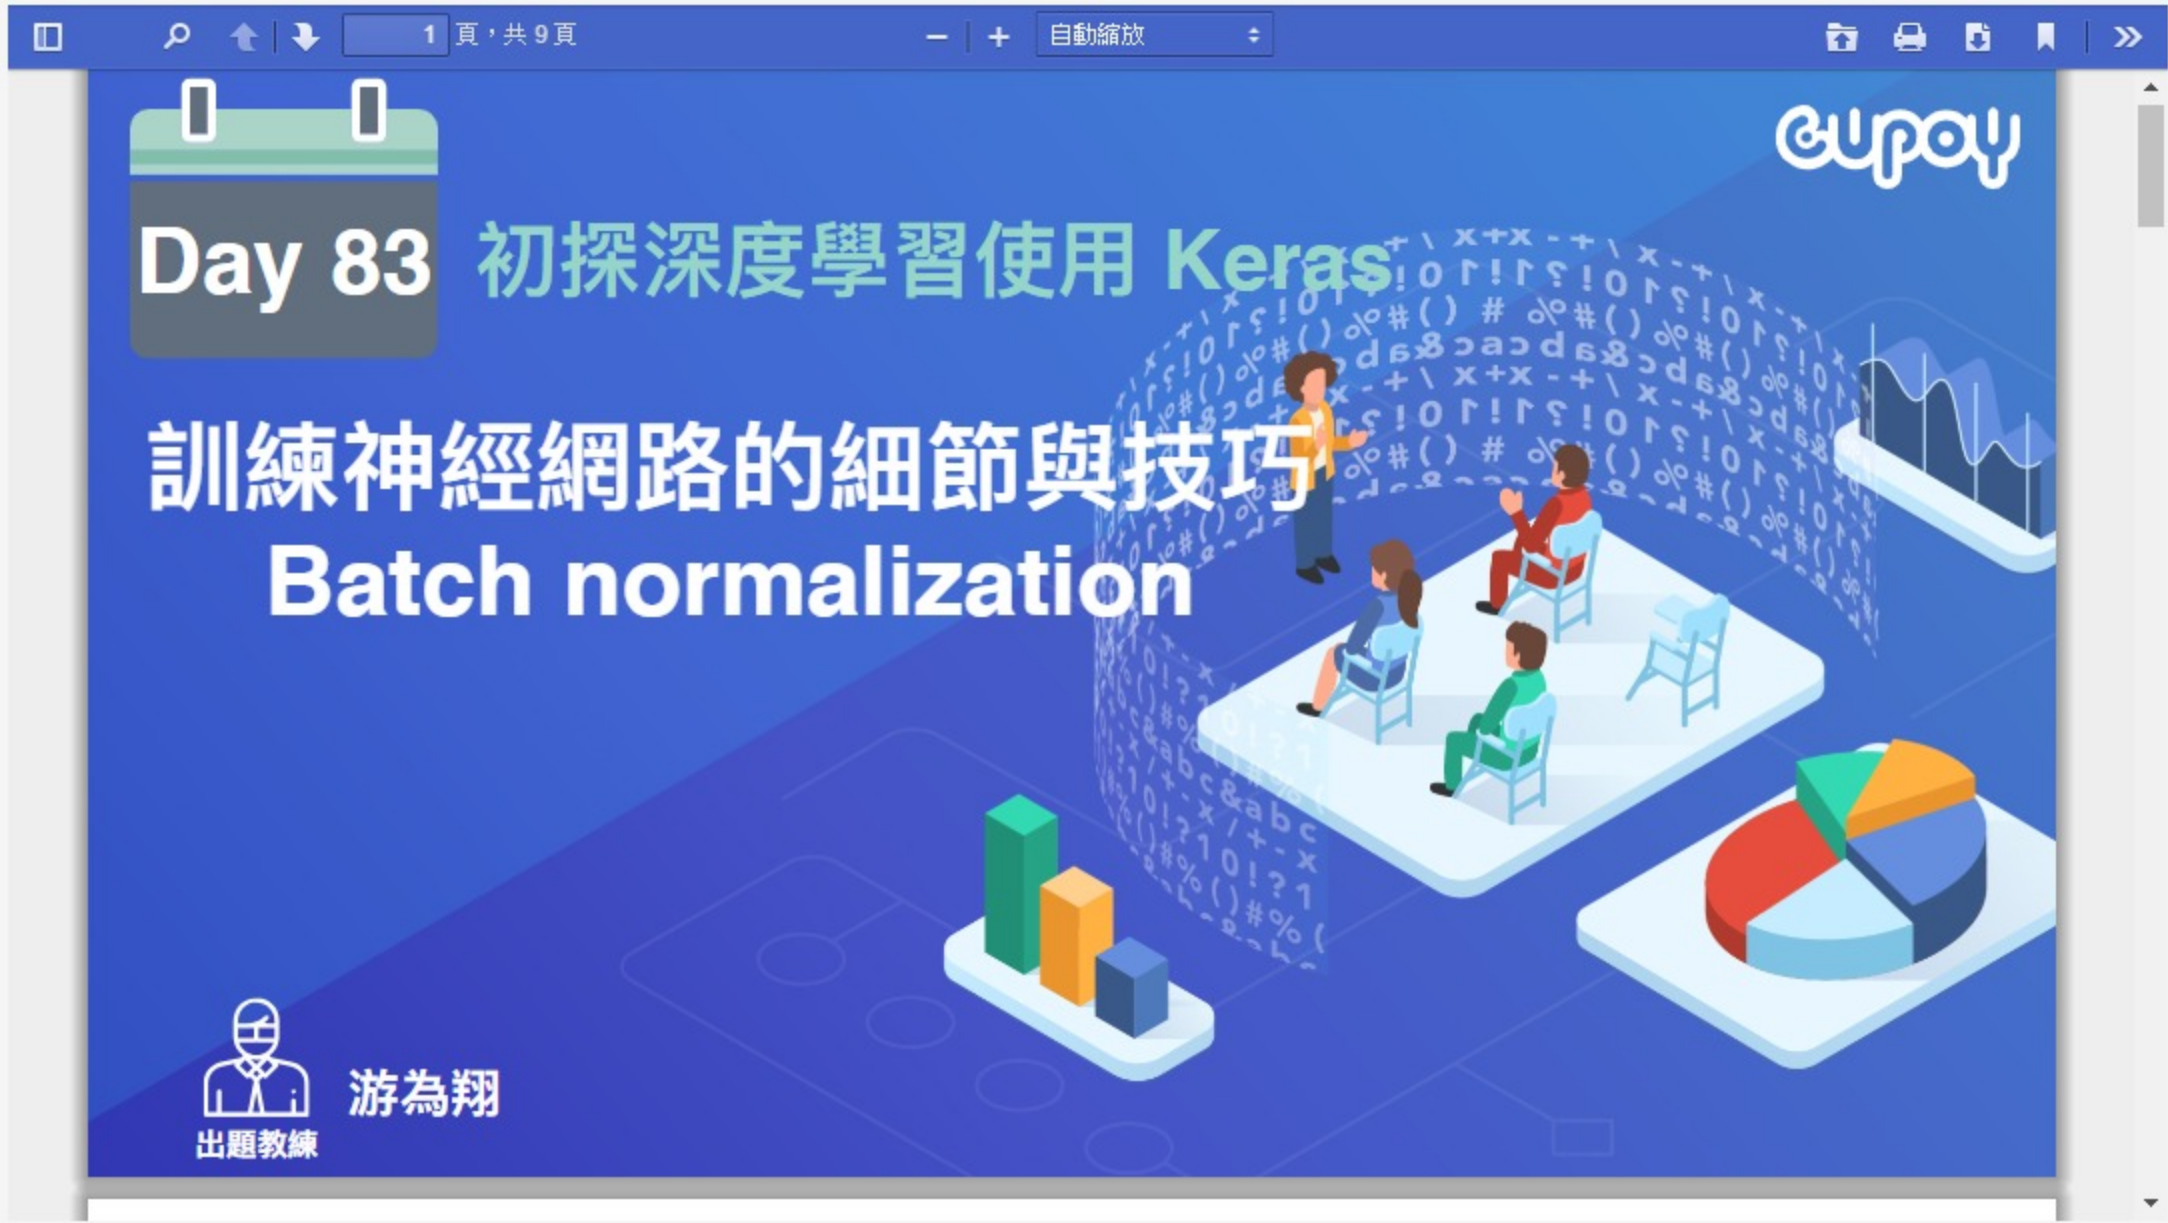 1 頁，共 9 頁
自動縮放
cupoy
Day 83
初探深度學習使用 Keras
訓練神經網路的細節與技巧
Batch normalization
游為翔
出題教練